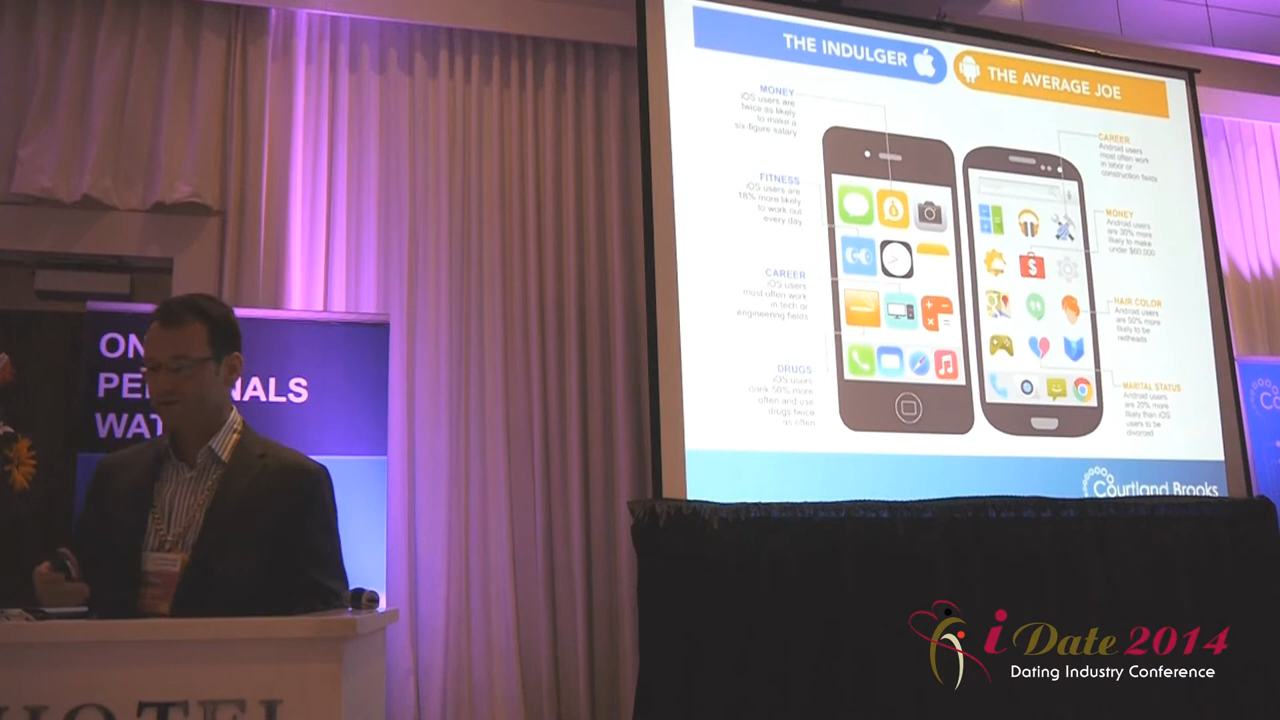 THE INDULGER
THE AVERAGE JOE
MONEY
iOS users are
twice as likely
to make a
six-figure salary
FITNESS
iOS users are
18% more likely
to work out
every day
CAREER
iOS users
most often work
in tech or
engineering fields
DRUGS
iOS users
drink 50% more
often and use
drugs twice
as often
CAREER
Android users
most often work
in labor or
construction fields
MONEY
Android users
are 30% more
likely to make
under $60,000
HAIR COLOR
Android users
are 50% more
likely to be
redheads
MARITAL STATUS
Android users
are 20% more
likely than iOS
users to be
divorced
Courtland Brooks
ON
PE NALS
WAT
HOTEL
iDate 2014
Dating Industry Conference